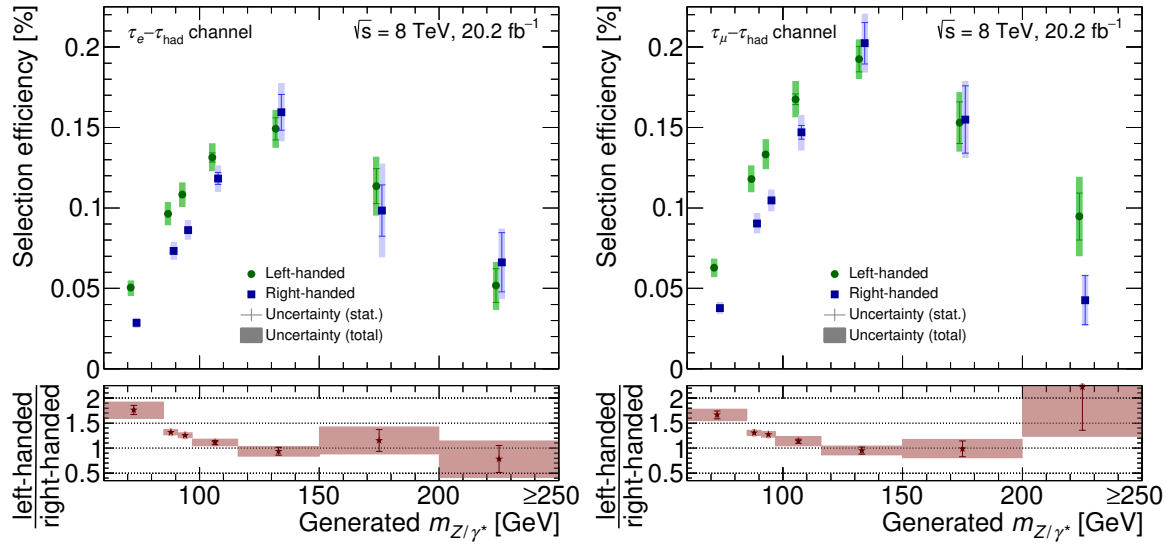 Selection efficiency [%]
τe−τhad channel
√s = 8 TeV, 20.2 fb−1
0.2
0.15
0.1
0.05
0
Left-handed
Right-handed
Uncertainty (stat.)
Uncertainty (total)
left-handed
right-handed
2
1.5
1
0.5
100 150 200 ≥250
Generated mZ/γ* [GeV]
Selection efficiency [%]
τμ−τhad channel
√s = 8 TeV, 20.2 fb−1
0.2
0.15
0.1
0.05
0
Left-handed
Right-handed
Uncertainty (stat.)
Uncertainty (total)
left-handed
right-handed
2
1.5
1
0.5
100 150 200 ≥250
Generated mZ/γ* [GeV]